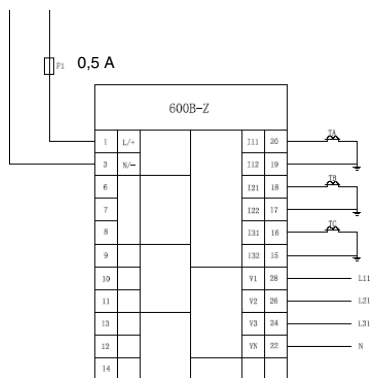 F1 0,5 A
600B-Z
1 L/+ I11 20 TA
3 N/- I12 19
6 I21 18 TB
7 I22 17
8 I31 16 TC
9 I32 15
10 V1 28 L11
11 V2 26 L21
13 V3 24 L31
12 VN 22 N
14